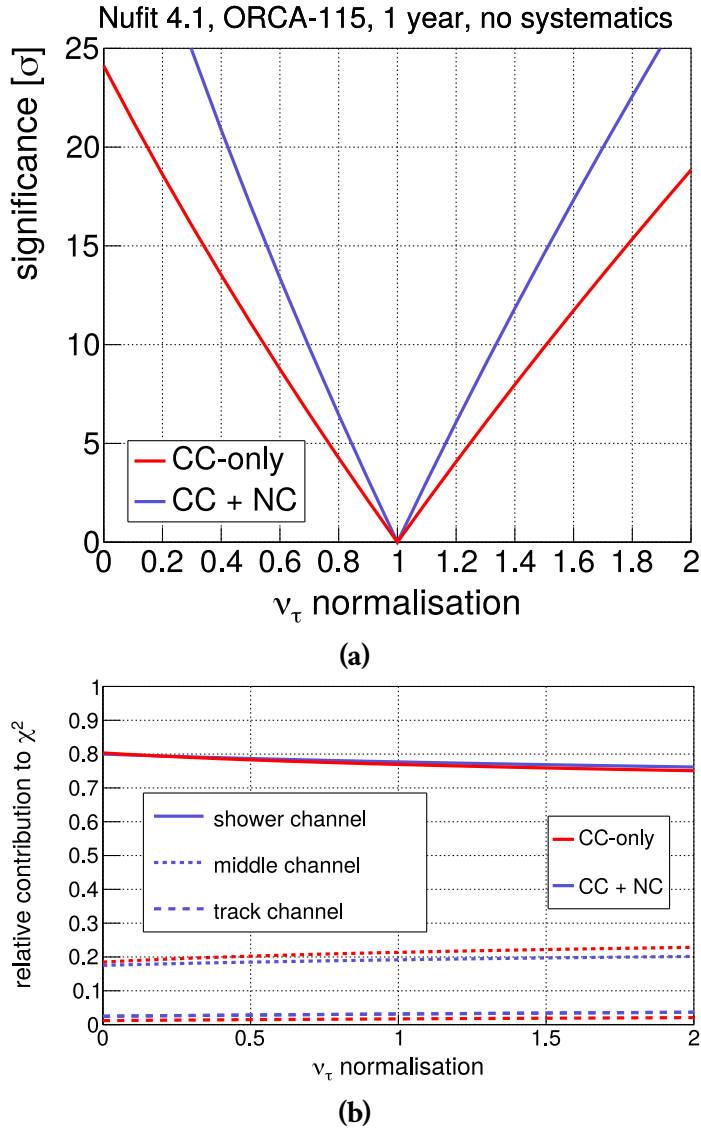 Nufit 4.1, ORCA-115, 1 year, no systematics
significance [σ]
25
20
15
10
5
0
CC-only
CC + NC
0 0.2 0.4 0.6 0.8 1 1.2 1.4 1.6 1.8 2
ντ normalisation
(a)
relative contribution to χ²
1
0.9
0.8
0.7
0.6
0.5
0.4
0.3
0.2
0.1
0
shower channel
middle channel
track channel
CC-only
CC + NC
0 0.5 1 1.5 2
ντ normalisation
(b)